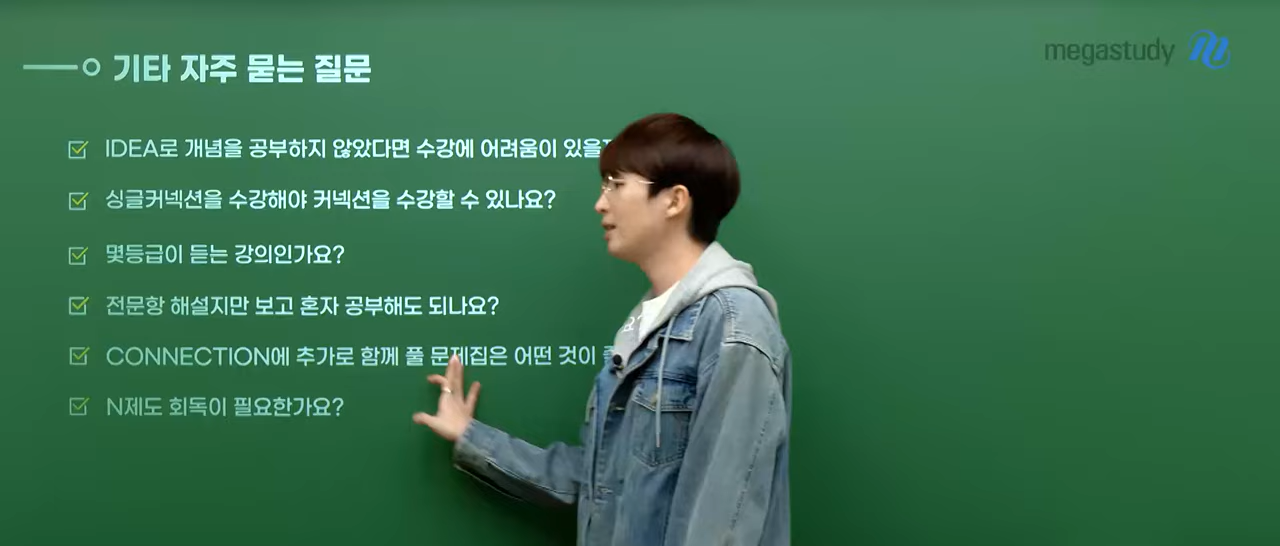 기타 자주 묻는 질문
megastudy
IDEA로 개념을 공부하지 않았다면 수강에 어려움이 있을
싱글커넥션을 수강해야 커넥션을 수강할 수 있나요?
몇등급이 듣는 강의인가요?
전문항 해설지만 보고 혼자 공부해도 되나요?
CONNECTION에 추가로 함께 풀 문제집은 어떤 것이
N제도 회독이 필요한가요?